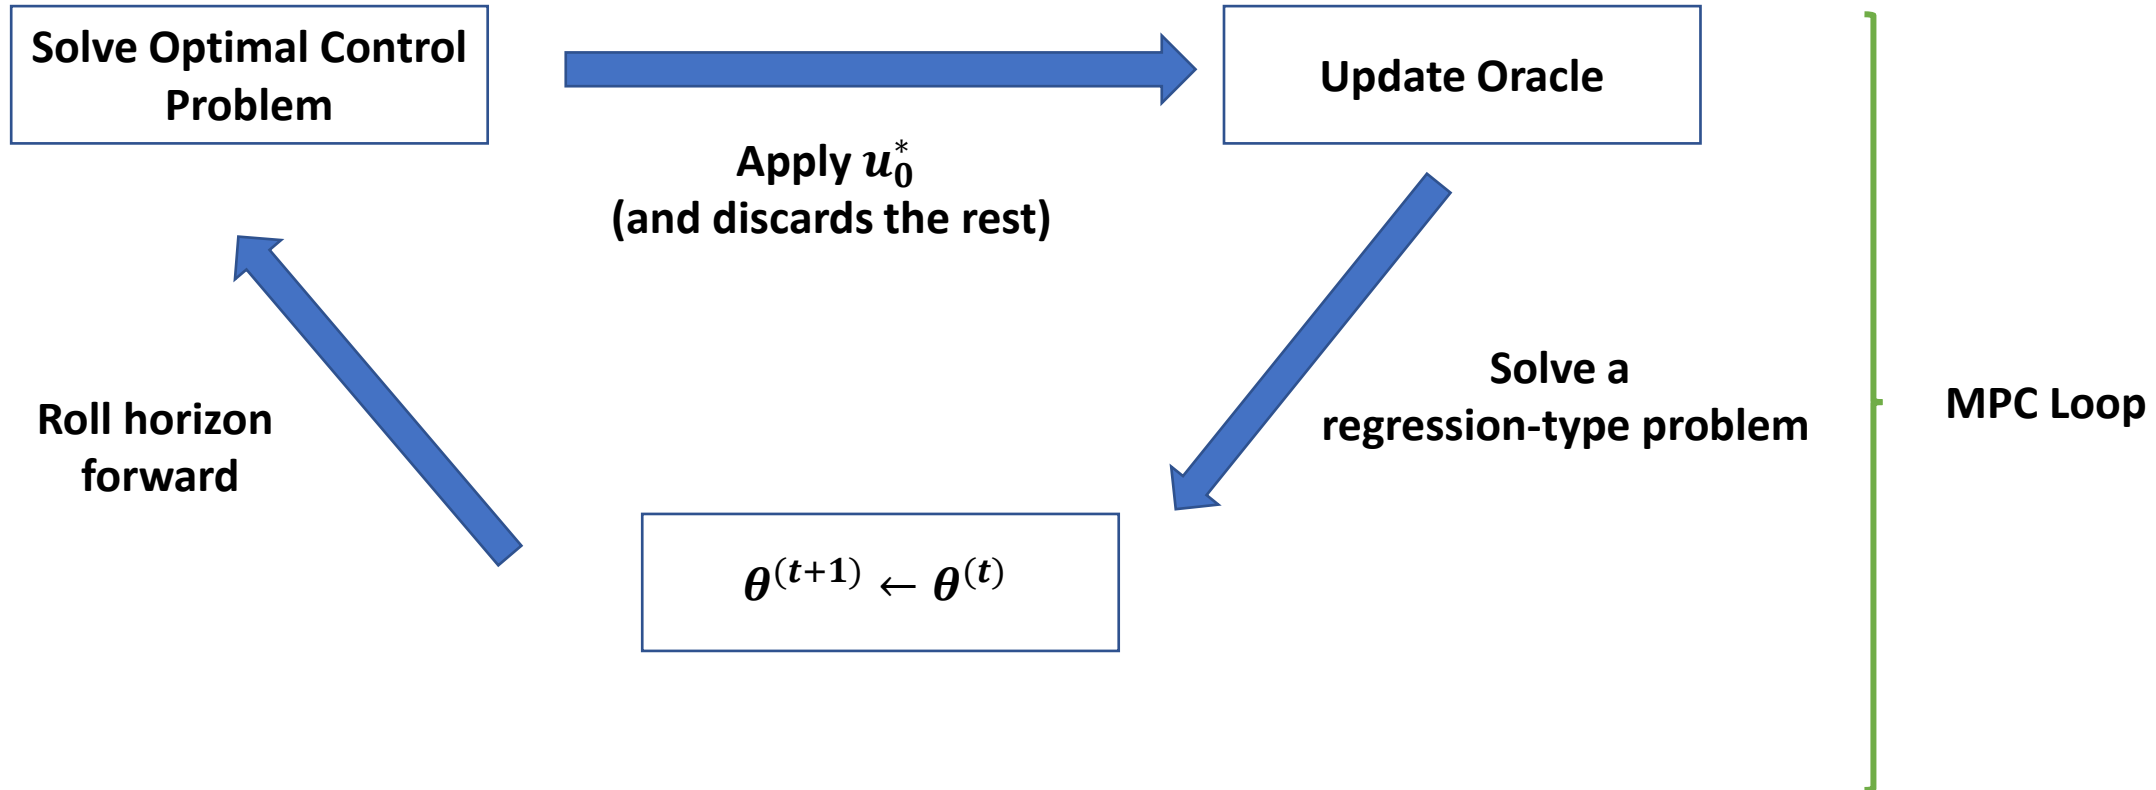 Solve Optimal Control
Problem
Update Oracle
Apply u₀*
(and discards the rest)
Solve a
regression-type problem
MPC Loop
Roll horizon
forward
θ⁽ᵗ⁺¹⁾ ← θ⁽ᵗ⁾